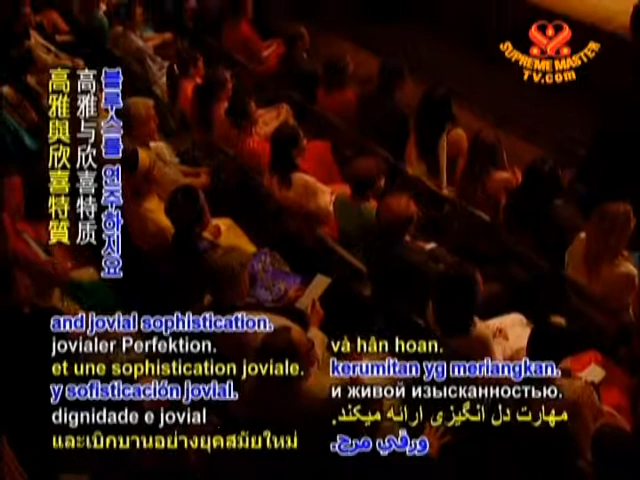 SUPREME MASTER
TV.com
高雅與欣喜特質
高雅与欣喜特质
블루스를 연주하시요
and jovial sophistication.
jovialer Perfektion.
et une sophistication joviale.
y sofisticación jovial.
dignidade e jovial
และเบิกบานอย่างยุคสมัยใหม่
và hân hoan.
kerumitan yg meriangkan.
и живой изысканностью.
مهارت دل انگیزی ارائه میکند.
ورقي مرح.